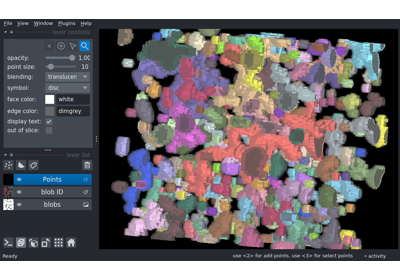 File View Window Plugins Help
layer controls
opacity: 1.00
point size: 10
blending: translucen
symbol: disc
face color: white
edge color: dimgrey
display text:
out of slice:
layer list
Points
blob ID
blobs
Ready use <2> for add points, use <3> for select points activity